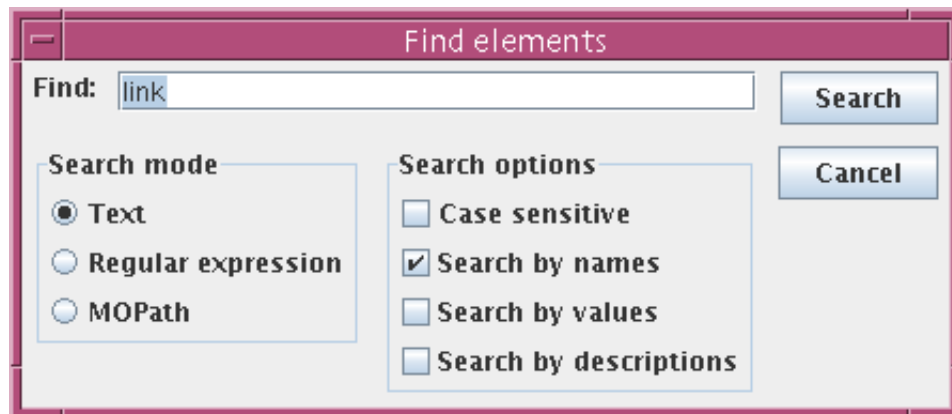 Find elements
Find: link
Search
Cancel
Search mode
Text
Regular expression
MOPath
Search options
Case sensitive
Search by names
Search by values
Search by descriptions